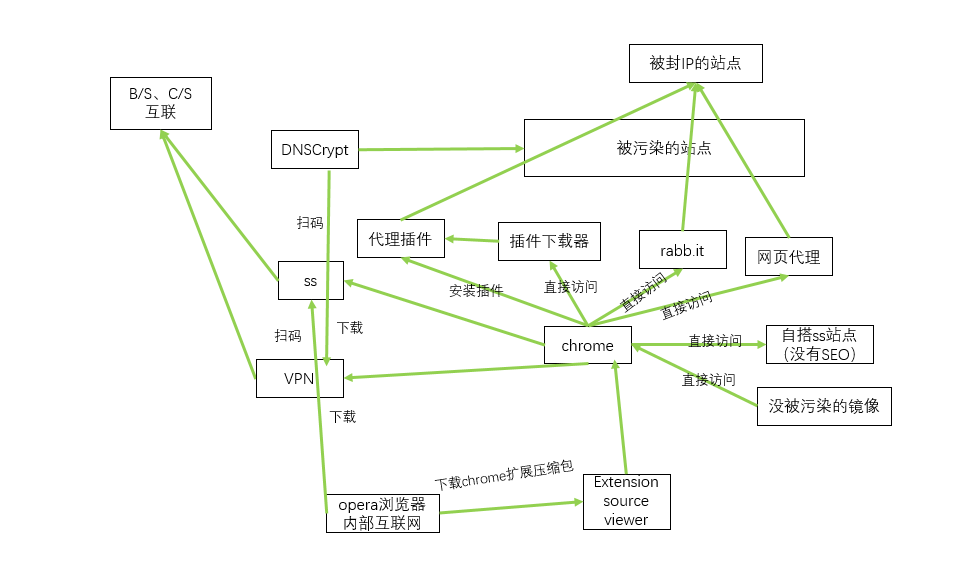 被封IP的站点
B/S、C/S
互联
DNSCrypt
被污染的站点
扫码
代理插件
插件下载器
rabb.it
网页代理
ss
安装插件
直接访问
直接访问
直接访问
扫码
下载
chrome
直接访问
自搭ss站点
（没有SEO）
VPN
直接访问
没被污染的镜像
下载
下载chrome扩展压缩包
opera浏览器
内部互联网
Extension
source
viewer